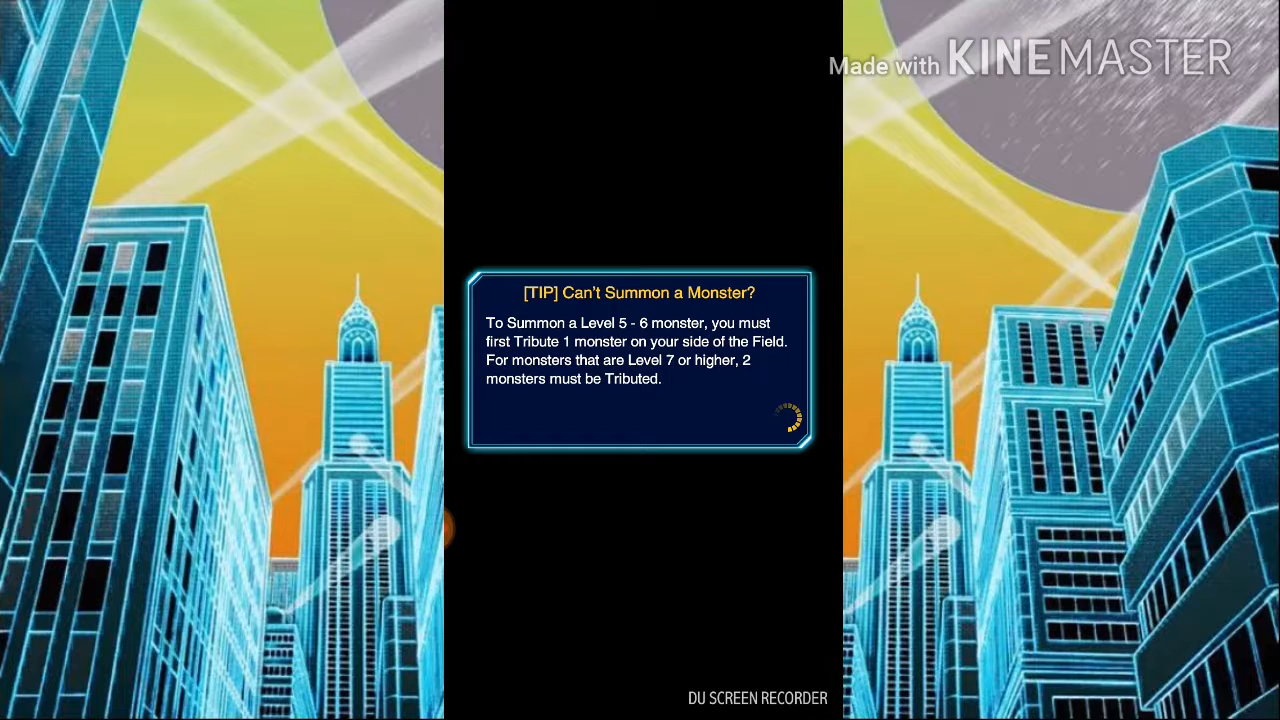 Made with KINEMASTER
[TIP] Can't Summon a Monster?
To Summon a Level 5 - 6 monster, you must
first Tribute 1 monster on your side of the Field.
For monsters that are Level 7 or higher, 2
monsters must be Tributed.
DU SCREEN RECORDER